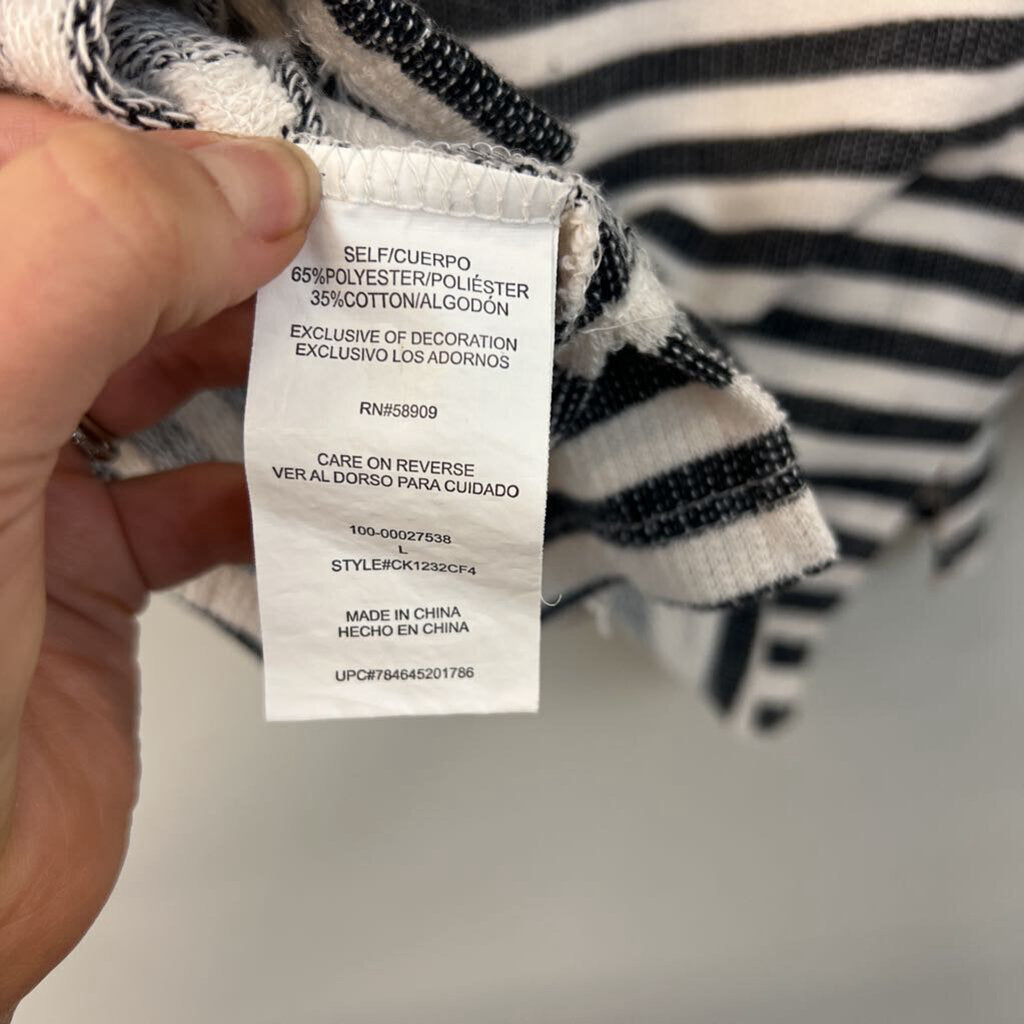 SELF/CUERPO
65%POLYESTER/POLIÉSTER
35%COTTON/ALGODÓN
EXCLUSIVE OF DECORATION
EXCLUSIVO LOS ADORNOS
RN#58909
CARE ON REVERSE
VER AL DORSO PARA CUIDADO
100-00027538
L
STYLE#CK1232CF4
MADE IN CHINA
HECHO EN CHINA
UPC#784645201786